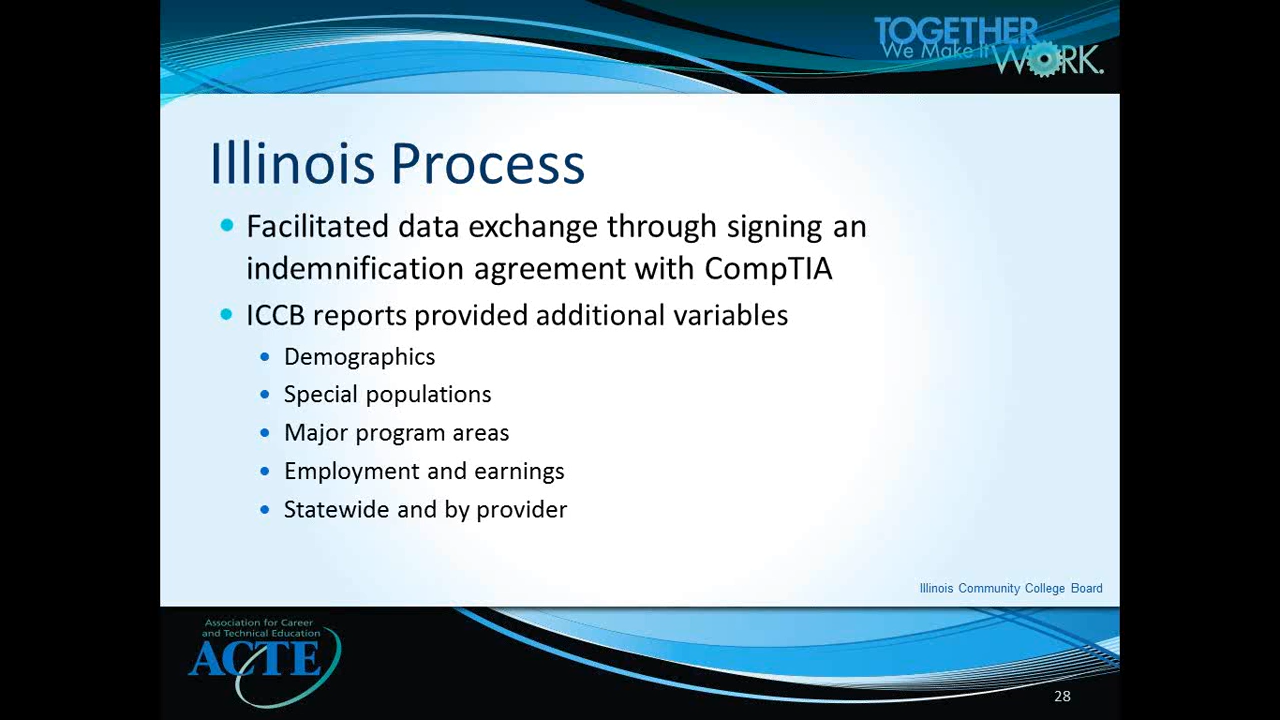 TOGETHER
We Make It
WORK.
Illinois Process
Facilitated data exchange through signing an
indemnification agreement with CompTIA
ICCB reports provided additional variables
Demographics
Special populations
Major program areas
Employment and earnings
Statewide and by provider
Illinois Community College Board
Association for Career
and Technical Education
ACTE
28